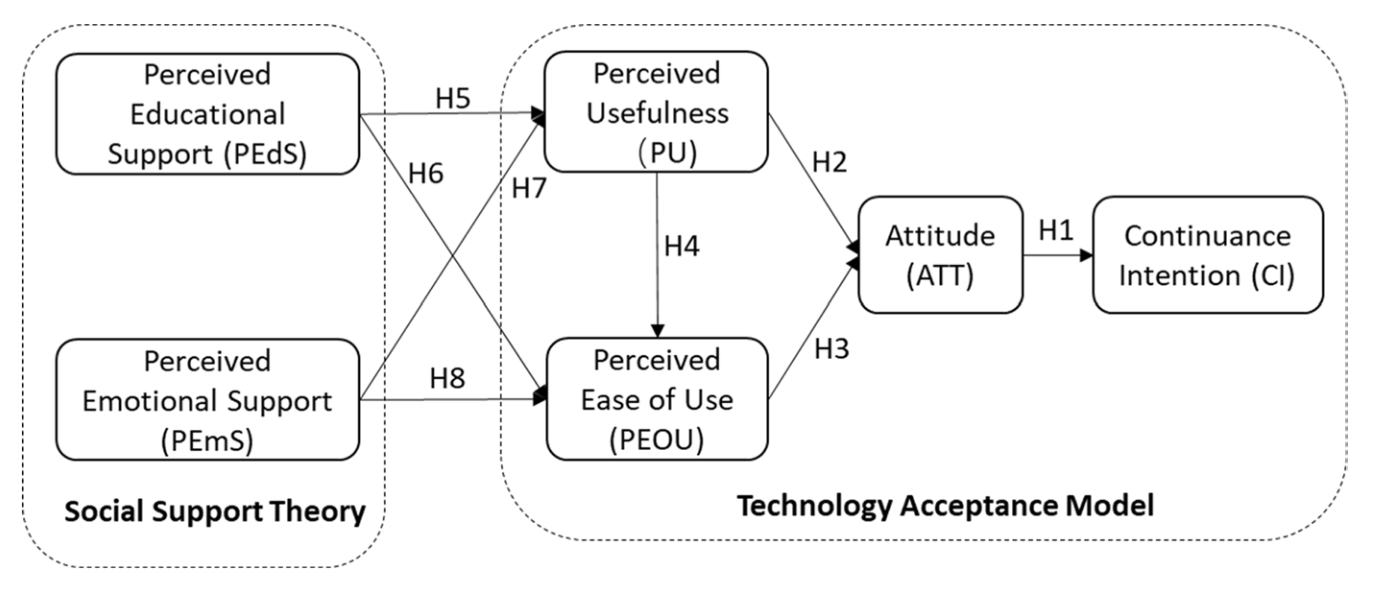 Perceived
Educational
Support (PEdS)
H5
H6
H7
Perceived
Usefulness
(PU)
H2
H4
Attitude
(ATT)
H1
Continuance
Intention (CI)
Perceived
Emotional Support
(PEmS)
H8
Perceived
Ease of Use
(PEOU)
H3
Social Support Theory
Technology Acceptance Model